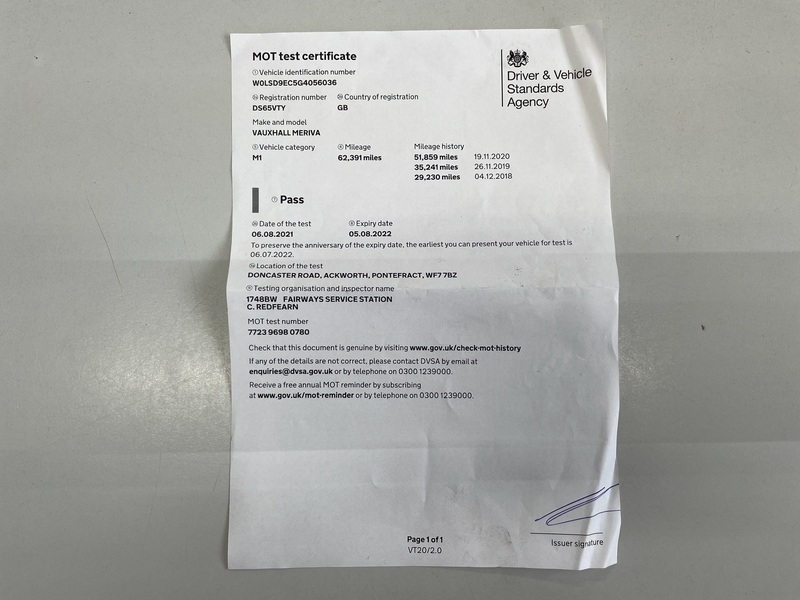 MOT test certificate
① Vehicle identification number
W0LSD9EC5G4056036
Registration number Country of registration
DS65VTY GB
Make and model
VAUXHALL MERIVA
Vehicle category Mileage Mileage history
M1 62,391 miles 51,859 miles 19.11.2020
35,241 miles 26.11.2019
29,230 miles 04.12.2018
Driver & Vehicle
Standards
Agency
Pass
Date of the test Expiry date
06.08.2021 05.08.2022
To preserve the anniversary of the expiry date, the earliest you can present your vehicle for test is
06.07.2022.
Location of the test
DONCASTER ROAD, ACKWORTH, PONTEFRACT, WF7 7BZ
Testing organisation and inspector name
1748BW FAIRWAYS SERVICE STATION
C. REDFEARN
MOT test number
7723 9698 0780
Check that this document is genuine by visiting www.gov.uk/check-mot-history
If any of the details are not correct, please contact DVSA by email at
enquiries@dvsa.gov.uk or by telephone on 0300 1239000.
Receive a free annual MOT reminder by subscribing
at www.gov.uk/mot-reminder or by telephone on 0300 1239000.
Issuer signature
Page 1 of 1
VT20/2.0